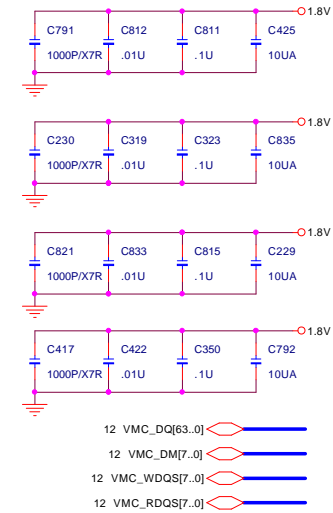 1.8V
C791 C812 C811 C425
1000P/X7R .01U .1U 10UA
1.8V
C230 C319 C323 C835
1000P/X7R .01U .1U 10UA
1.8V
C821 C833 C815 C229
1000P/X7R .01U .1U 10UA
1.8V
C417 C422 C350 C792
1000P/X7R .01U .1U 10UA
12 VMC_DQ[63..0]
12 VMC_DM[7..0]
12 VMC_WDQS[7..0]
12 VMC_RDQS[7..0]